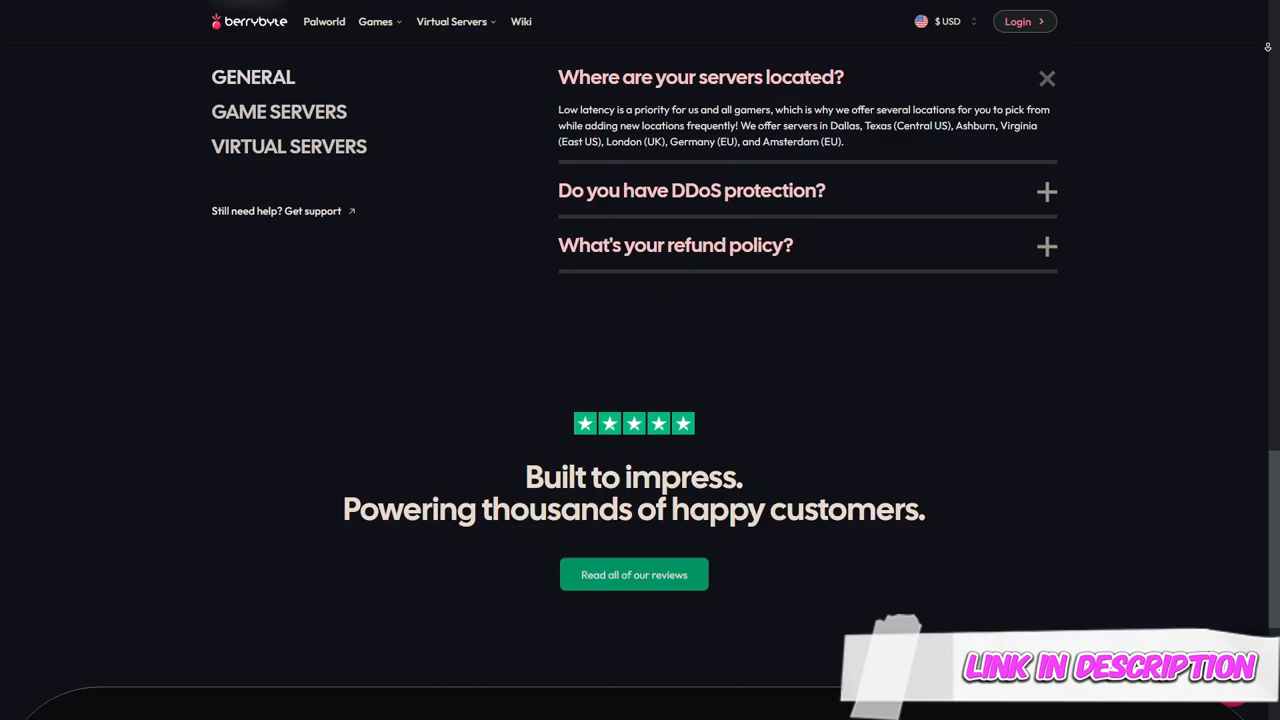 berrybyte Palworld Games Virtual Servers Wiki $ USD Login
GENERAL
GAME SERVERS
VIRTUAL SERVERS
Still need help? Get support
Where are your servers located?
Low latency is a priority for us and all gamers, which is why we offer several locations for you to pick from
while adding new locations frequently! We offer servers in Dallas, Texas (Central US), Ashburn, Virginia
(East US), London (UK), Germany (EU), and Amsterdam (EU).
Do you have DDoS protection?
What's your refund policy?
Built to impress.
Powering thousands of happy customers.
Read all of our reviews
LINK IN DESCRIPTION